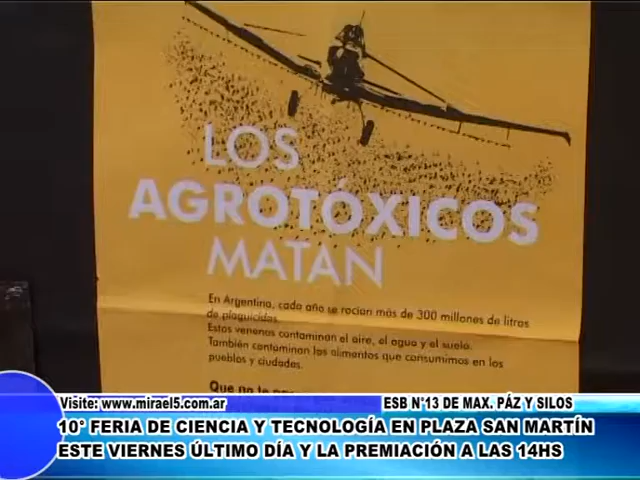 LOS
AGROTÓXICOS
MATAN
En Argentina, cada año se rocían más de 300 millones de litros
de plaguicidas.
Estos venenos contaminan el aire, el agua y el suelo.
También contaminan los alimentos que consumimos en los
pueblos y ciudades.
Que no te
Visite: www.mirael5.com.ar
ESB N°13 DE MAX. PÁZ Y SILOS
10° FERIA DE CIENCIA Y TECNOLOGÍA EN PLAZA SAN MARTÍN
ESTE VIERNES ÚLTIMO DÍA Y LA PREMIACIÓN A LAS 14HS